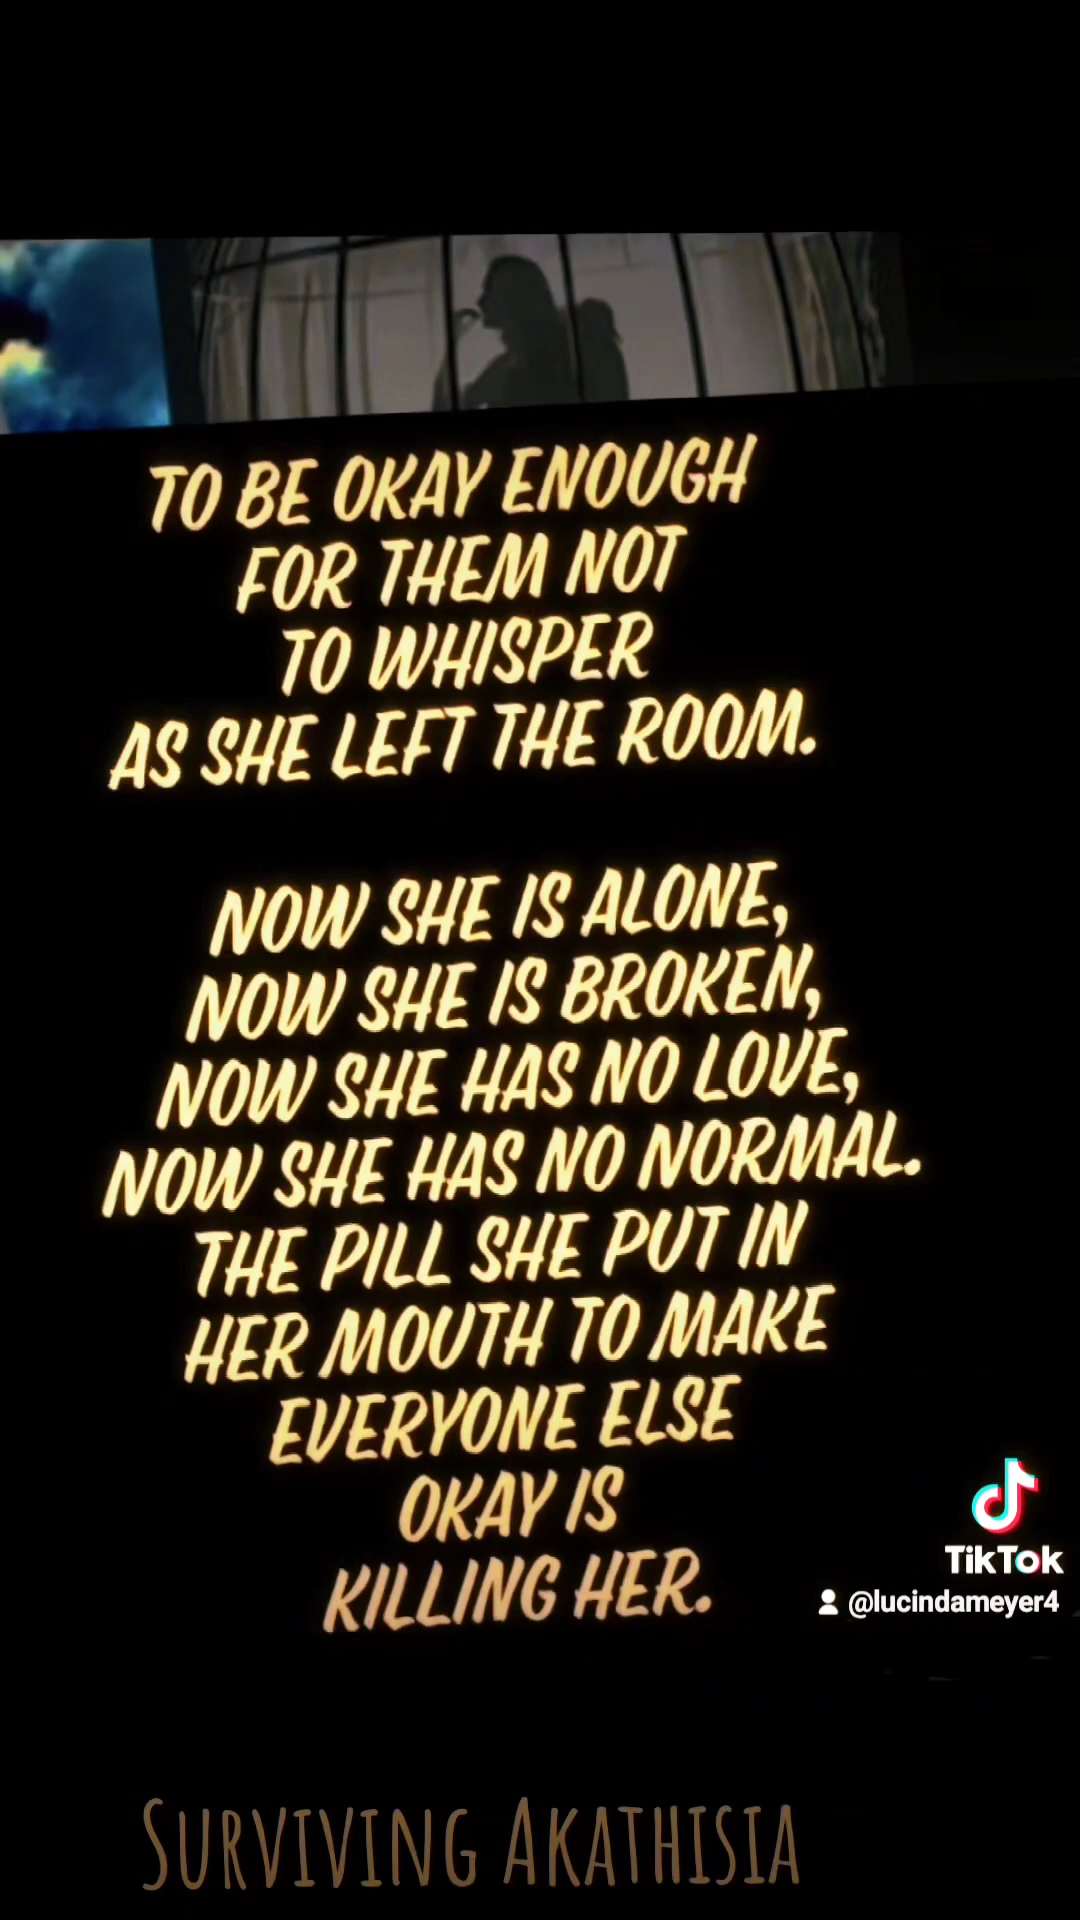 TO BE OKAY ENOUGH
FOR THEM NOT
TO WHISPER
AS SHE LEFT THE ROOM.
NOW SHE IS ALONE,
NOW SHE IS BROKEN,
NOW SHE HAS NO LOVE,
NOW SHE HAS NO NORMAL.
THE PILL SHE PUT IN
HER MOUTH TO MAKE
EVERYONE ELSE
OKAY IS
KILLING HER.
TikTok
@lucindameyer4
SURVIVING AKATHISIA